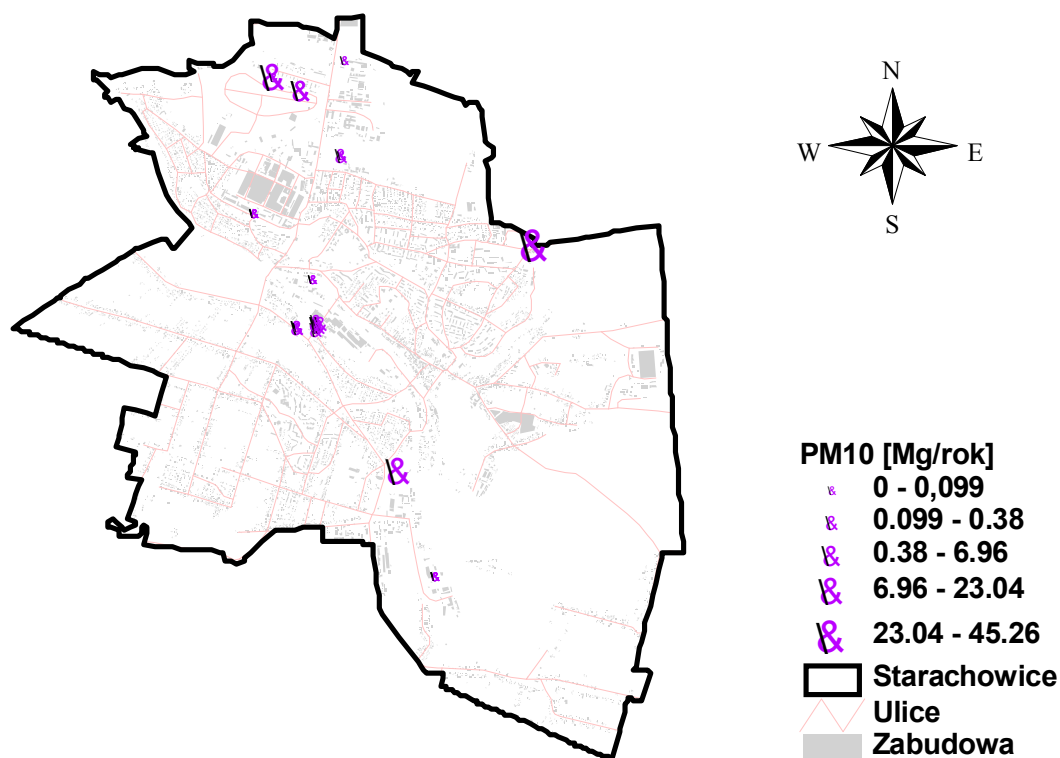 N
W E
S
PM10 [Mg/rok]
& 0 - 0,099
& 0.099 - 0.38
& 0.38 - 6.96
& 6.96 - 23.04
& 23.04 - 45.26
Starachowice
Ulice
Zabudowa